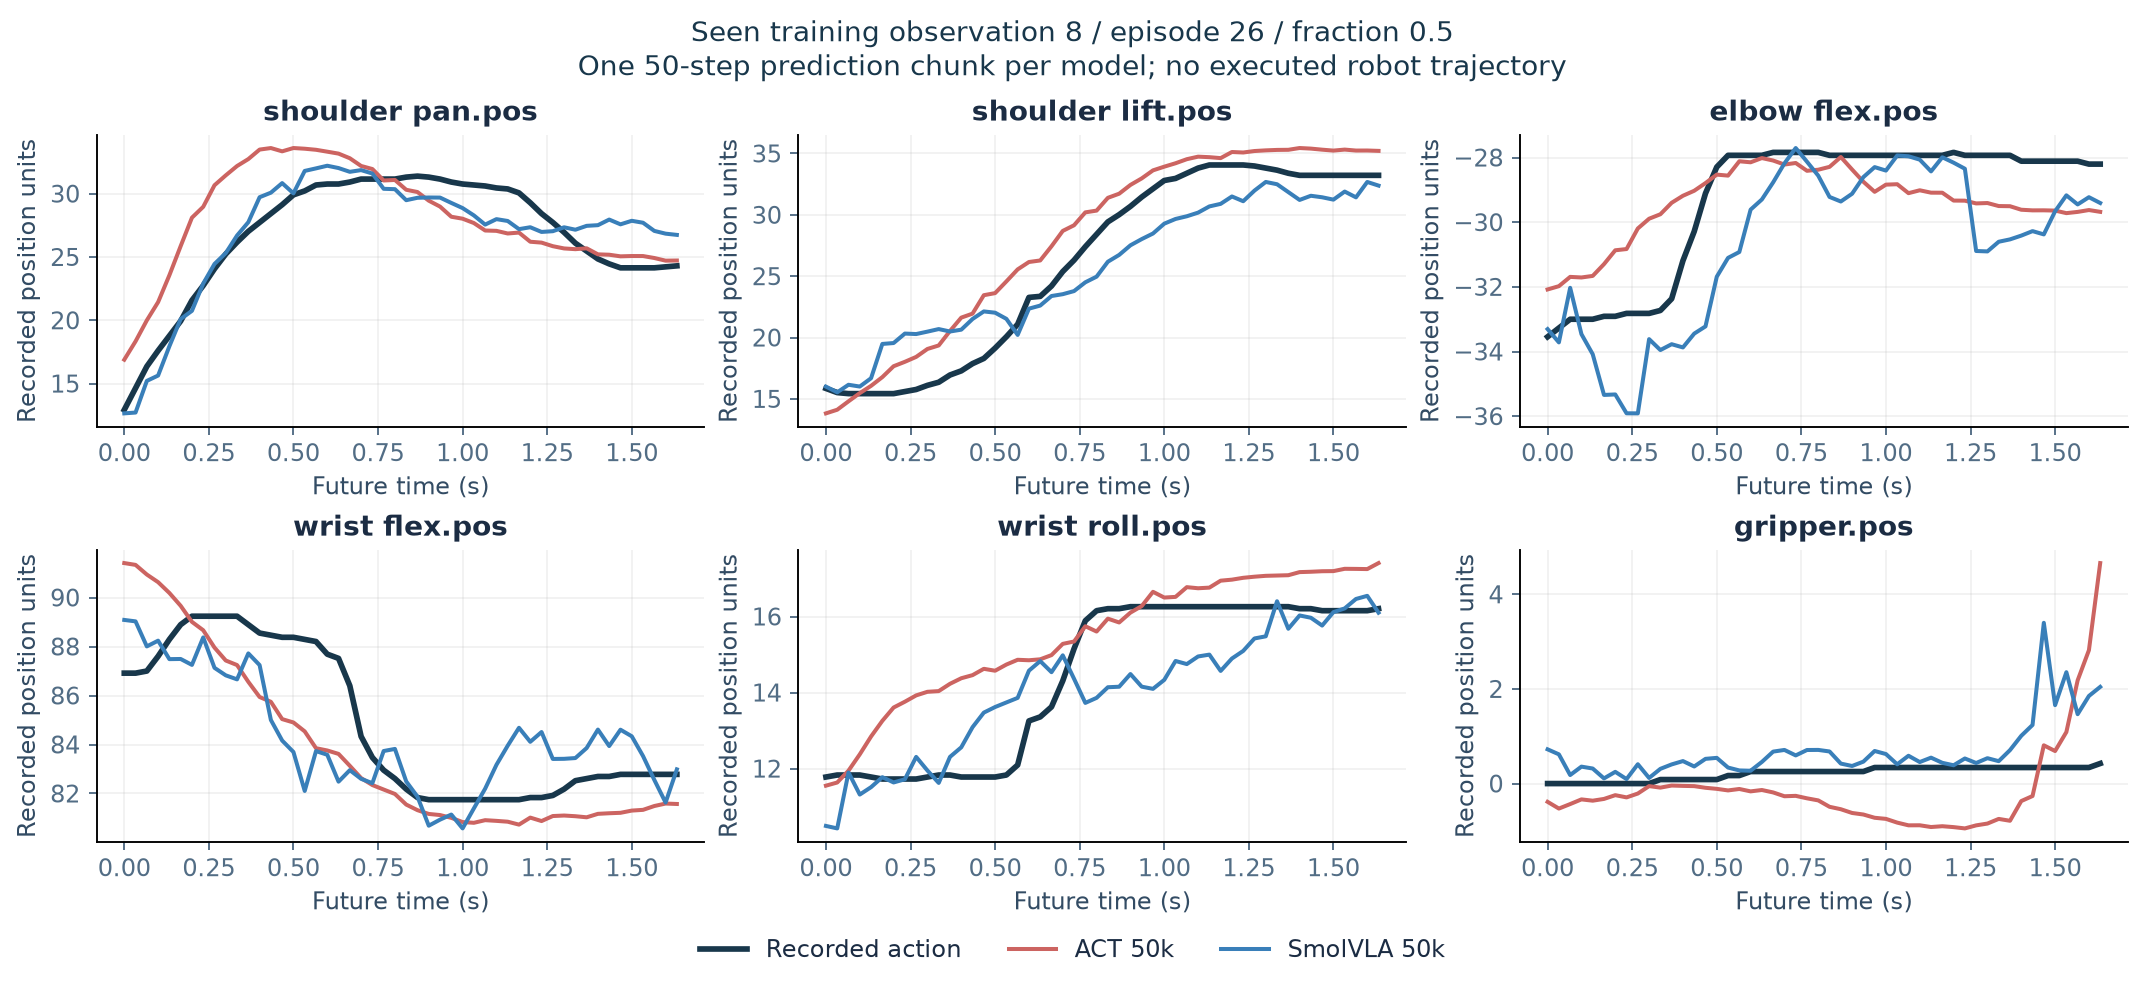 Seen training observation 8 / episode 26 / fraction 0.5
One 50-step prediction chunk per model; no executed robot trajectory
shoulder pan.pos
Recorded position units
30
25
20
15
0.00 0.25 0.50 0.75 1.00 1.25 1.50
Future time (s)
shoulder lift.pos
Recorded position units
35
30
25
20
15
0.00 0.25 0.50 0.75 1.00 1.25 1.50
Future time (s)
elbow flex.pos
Recorded position units
−28
−30
−32
−34
−36
0.00 0.25 0.50 0.75 1.00 1.25 1.50
Future time (s)
wrist flex.pos
Recorded position units
90
88
86
84
82
0.00 0.25 0.50 0.75 1.00 1.25 1.50
Future time (s)
wrist roll.pos
Recorded position units
16
14
12
0.00 0.25 0.50 0.75 1.00 1.25 1.50
Future time (s)
gripper.pos
Recorded position units
4
2
0
0.00 0.25 0.50 0.75 1.00 1.25 1.50
Future time (s)
Recorded action
ACT 50k
SmolVLA 50k